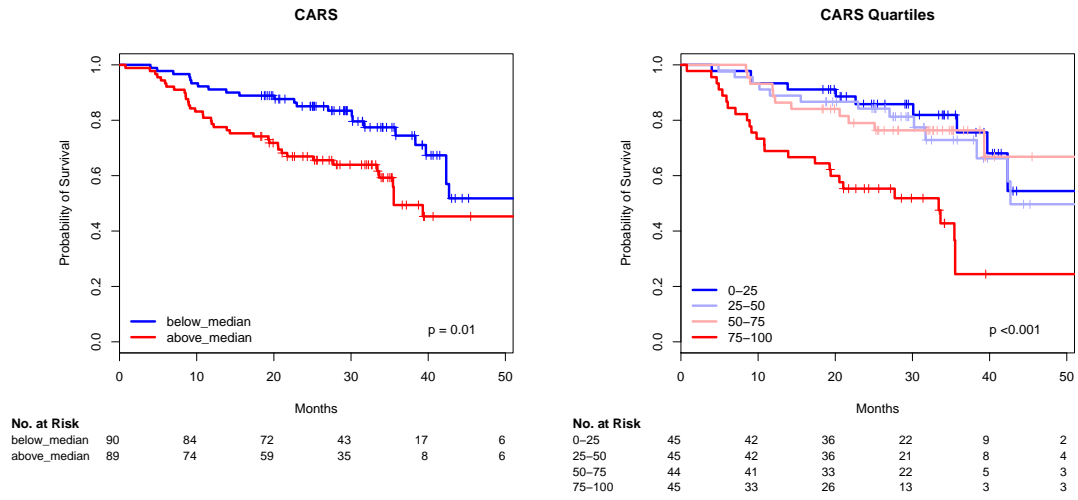 CARS
Probability of Survival
1.0
0.8
0.6
0.4
0.2
0.0
below_median
above_median
p = 0.01
0 10 20 30 40 50
Months
No. at Risk
below_median 90 84 72 43 17 6
above_median 89 74 59 35 8 6
CARS Quartiles
Probability of Survival
1.0
0.8
0.6
0.4
0.2
0.0
0−25
25−50
50−75
75−100
p <0.001
0 10 20 30 40 50
Months
No. at Risk
0−25 45 42 36 22 9 2
25−50 45 42 36 21 8 4
50−75 44 41 33 22 5 3
75−100 45 33 26 13 3 3